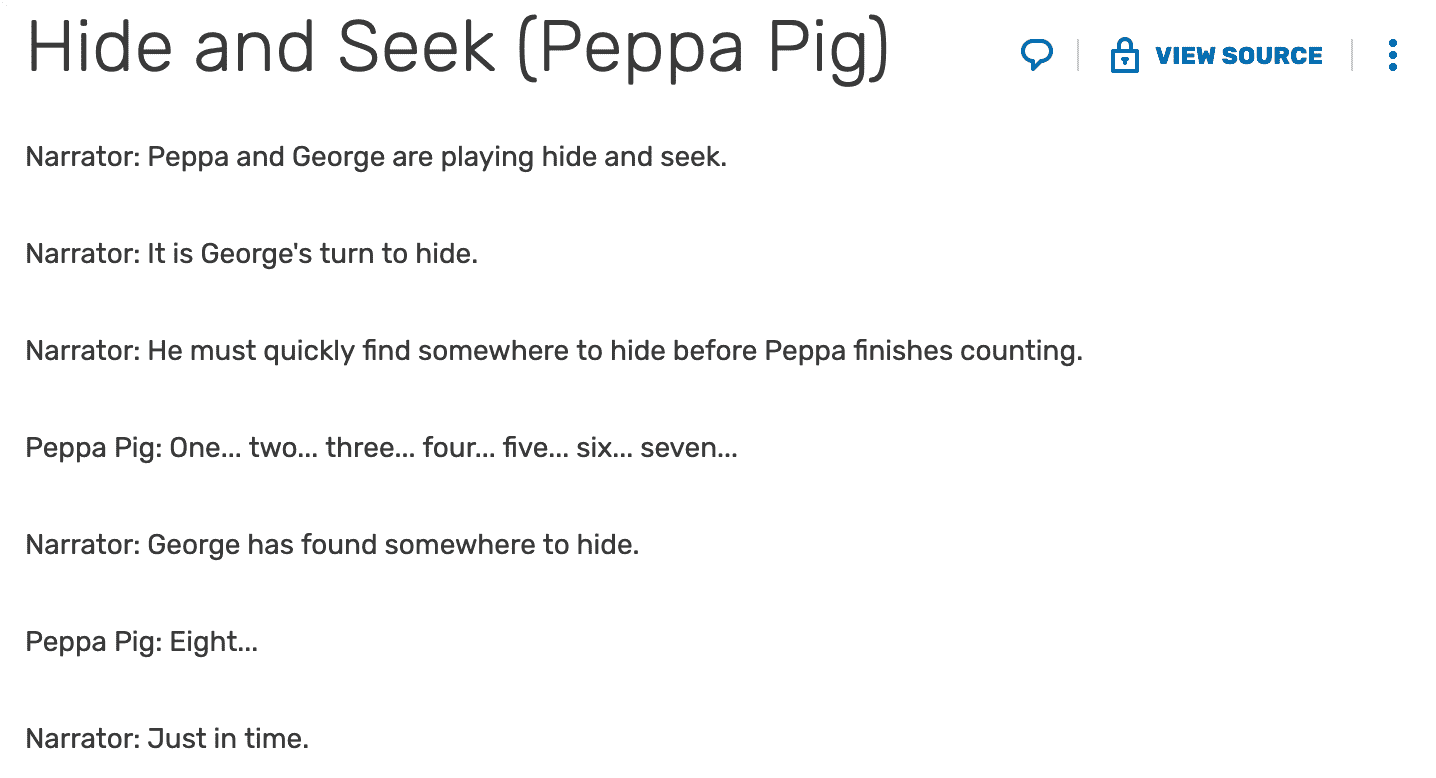 Hide and Seek (Peppa Pig)
VIEW SOURCE
Narrator: Peppa and George are playing hide and seek.
Narrator: It is George's turn to hide.
Narrator: He must quickly find somewhere to hide before Peppa finishes counting.
Peppa Pig: One... two... three... four... five... six... seven...
Narrator: George has found somewhere to hide.
Peppa Pig: Eight...
Narrator: Just in time.